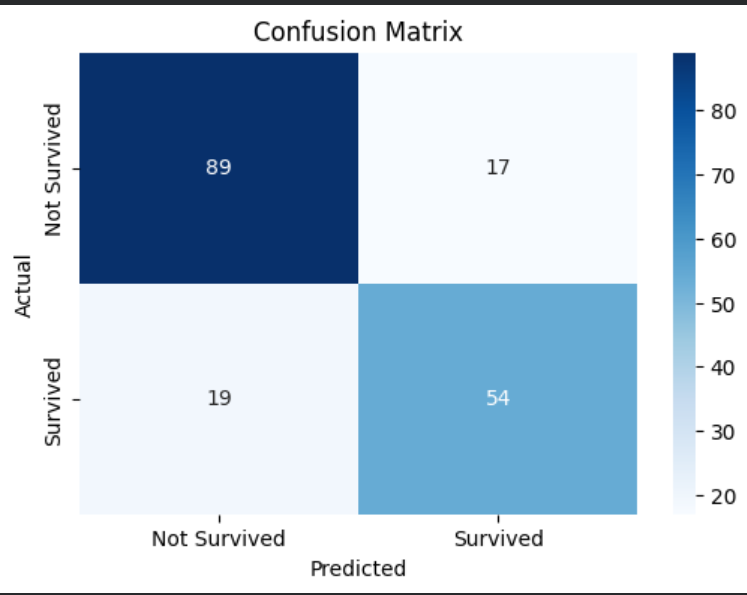 Confusion Matrix
Not Survived
Survived
Actual
89
17
19
54
Not Survived
Survived
Predicted
80
70
60
50
40
30
20